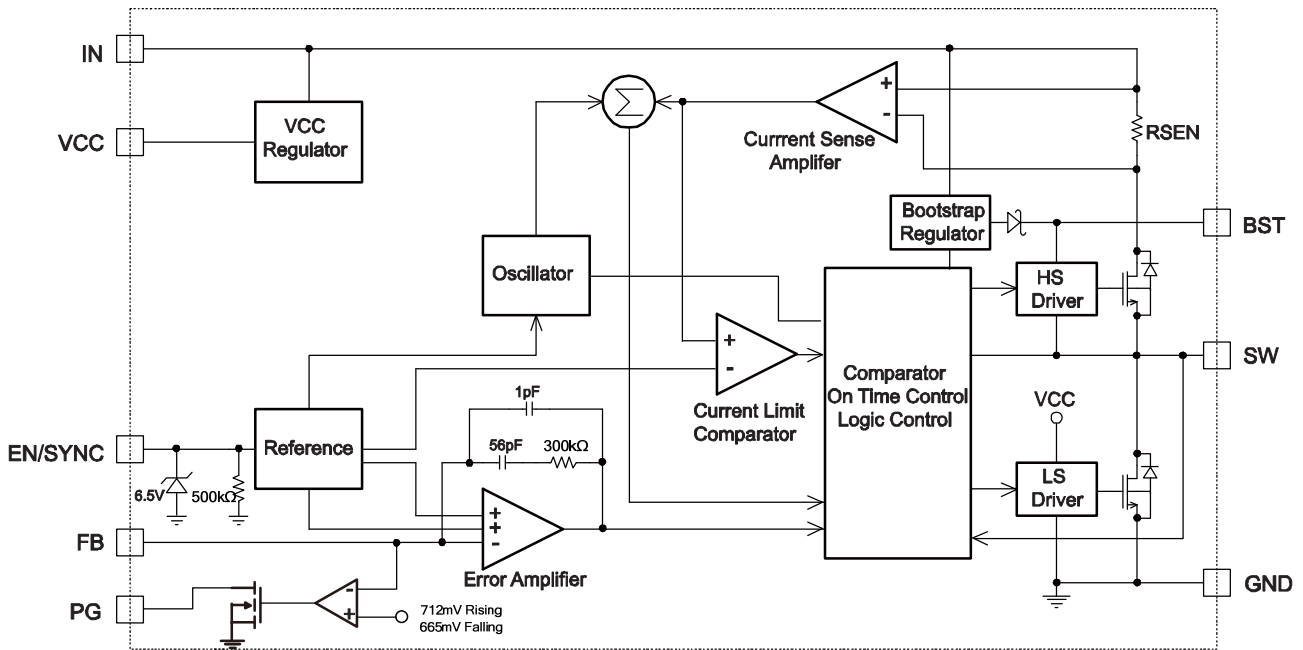 IN
VCC
Regulator
VCC
Σ
+
-
Currrent Sense
Amplifer
RSEN
Bootstrap
Regulator
BST
Oscillator
HS
Driver
+
-
Current Limit
Comparator
Comparator
On Time Control
Logic Control
SW
VCC
1pF
56pF
300kΩ
EN/SYNC
Reference
6.5V
500kΩ
LS
Driver
+
+
-
Error Amplifier
FB
GND
PG
-
+
712mV Rising
665mV Falling